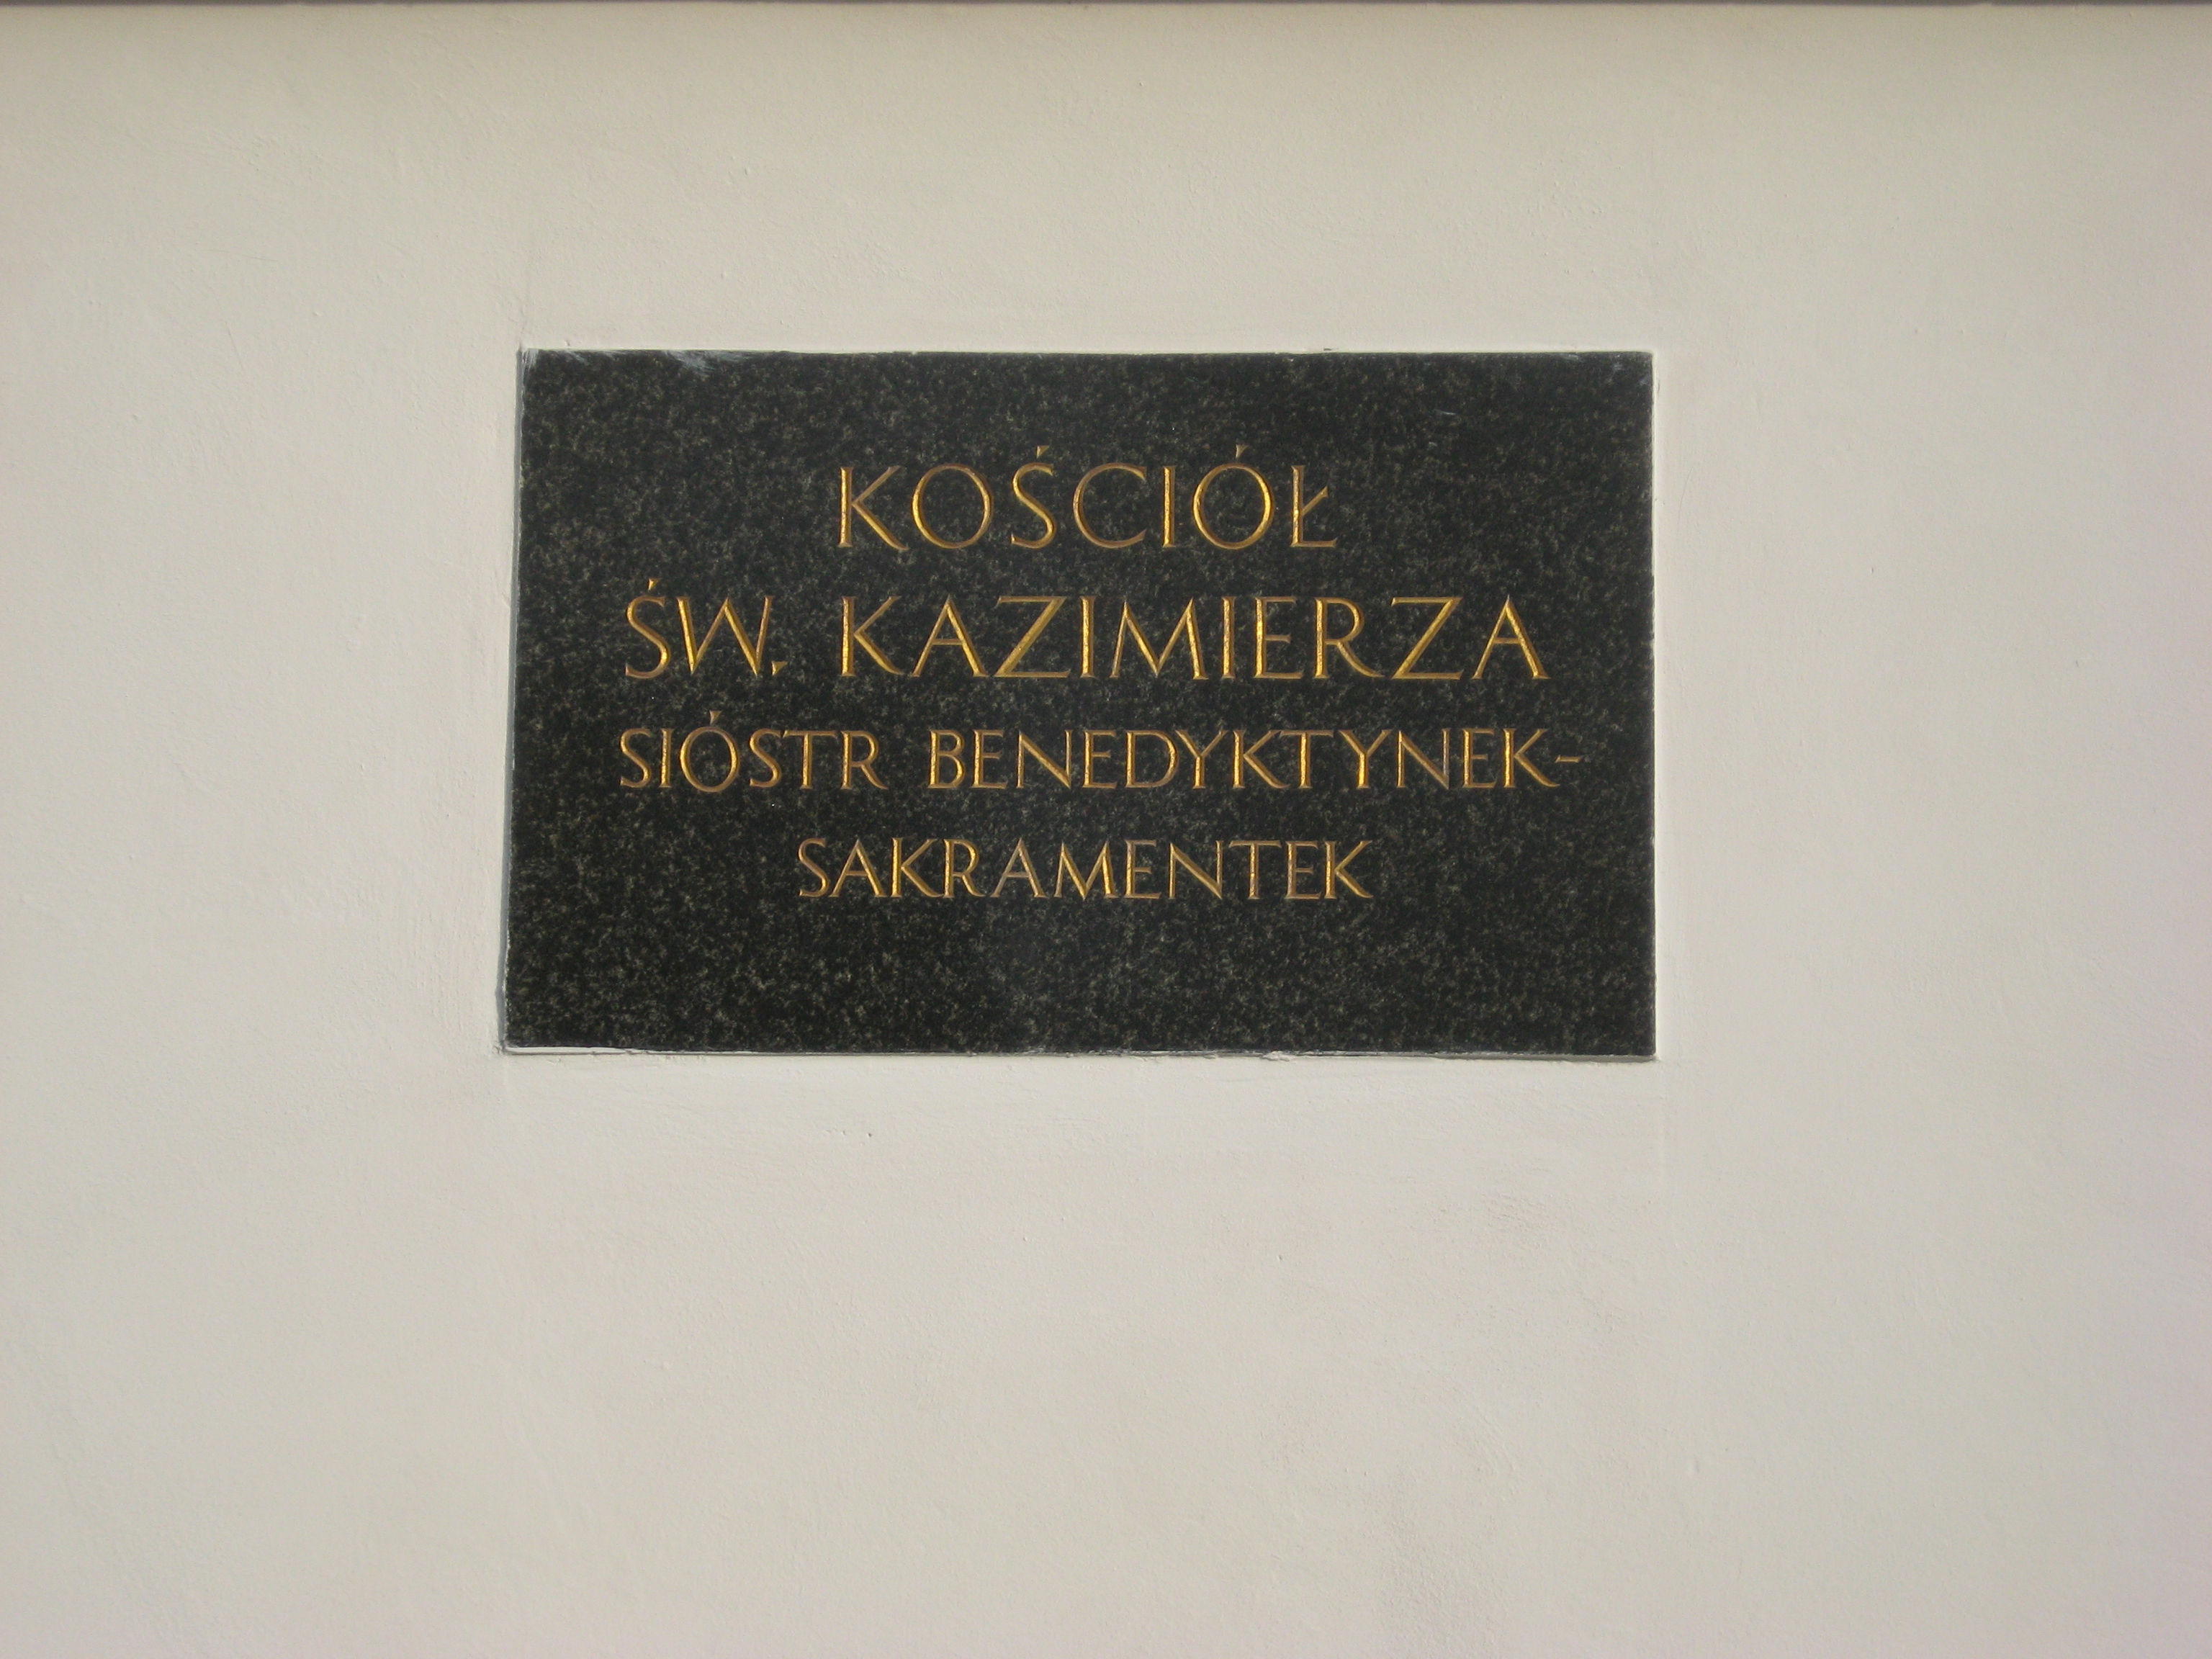 KOŚCIÓŁ
ŚW. KAZIMIERZA
SIÓSTR BENEDYKTYNEK-
SAKRAMENTEK